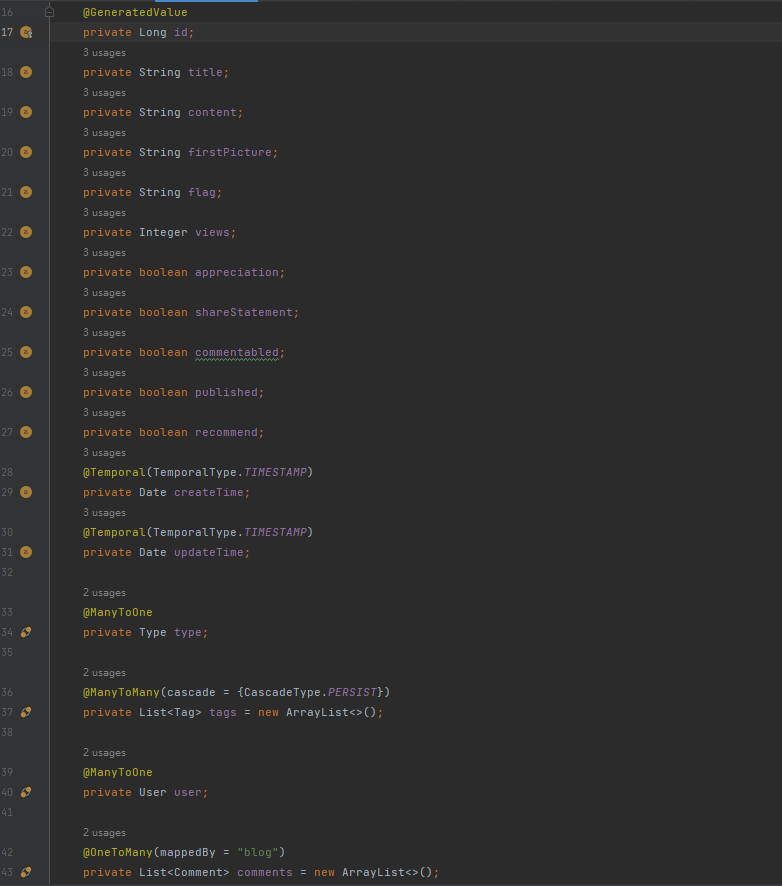 16 @GeneratedValue
17 private Long id;
3 usages
18 private String title;
3 usages
19 private String content;
3 usages
20 private String firstPicture;
3 usages
21 private String flag;
3 usages
22 private Integer views;
3 usages
23 private boolean appreciation;
3 usages
24 private boolean shareStatement;
3 usages
25 private boolean commentabled;
3 usages
26 private boolean published;
3 usages
27 private boolean recommend;
3 usages
28 @Temporal(TemporalType.TIMESTAMP)
29 private Date createTime;
3 usages
30 @Temporal(TemporalType.TIMESTAMP)
31 private Date updateTime;
32
2 usages
33 @ManyToOne
34 private Type type;
35
2 usages
36 @ManyToMany(cascade = {CascadeType.PERSIST})
37 private List<Tag> tags = new ArrayList<>();
38
2 usages
39 @ManyToOne
40 private User user;
41
2 usages
42 @OneToMany(mappedBy = "blog")
43 private List<Comment> comments = new ArrayList<>();